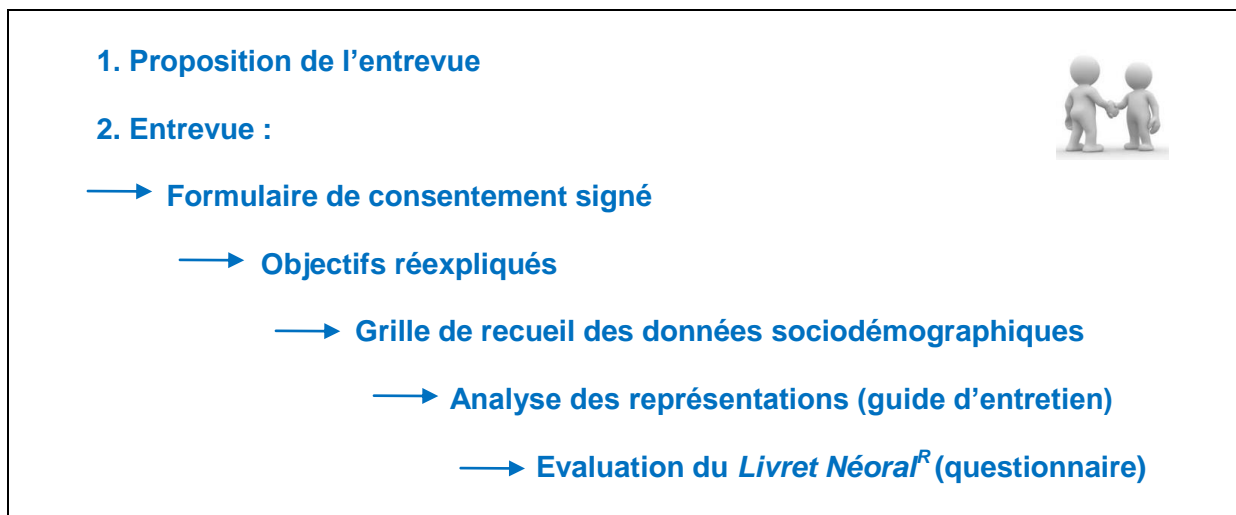 1. Proposition de l’entrevue
2. Entrevue :
Formulaire de consentement signé
Objectifs réexpliqués
Grille de recueil des données sociodémographiques
Analyse des représentations (guide d’entretien)
Evaluation du Livret Néoral^R (questionnaire)